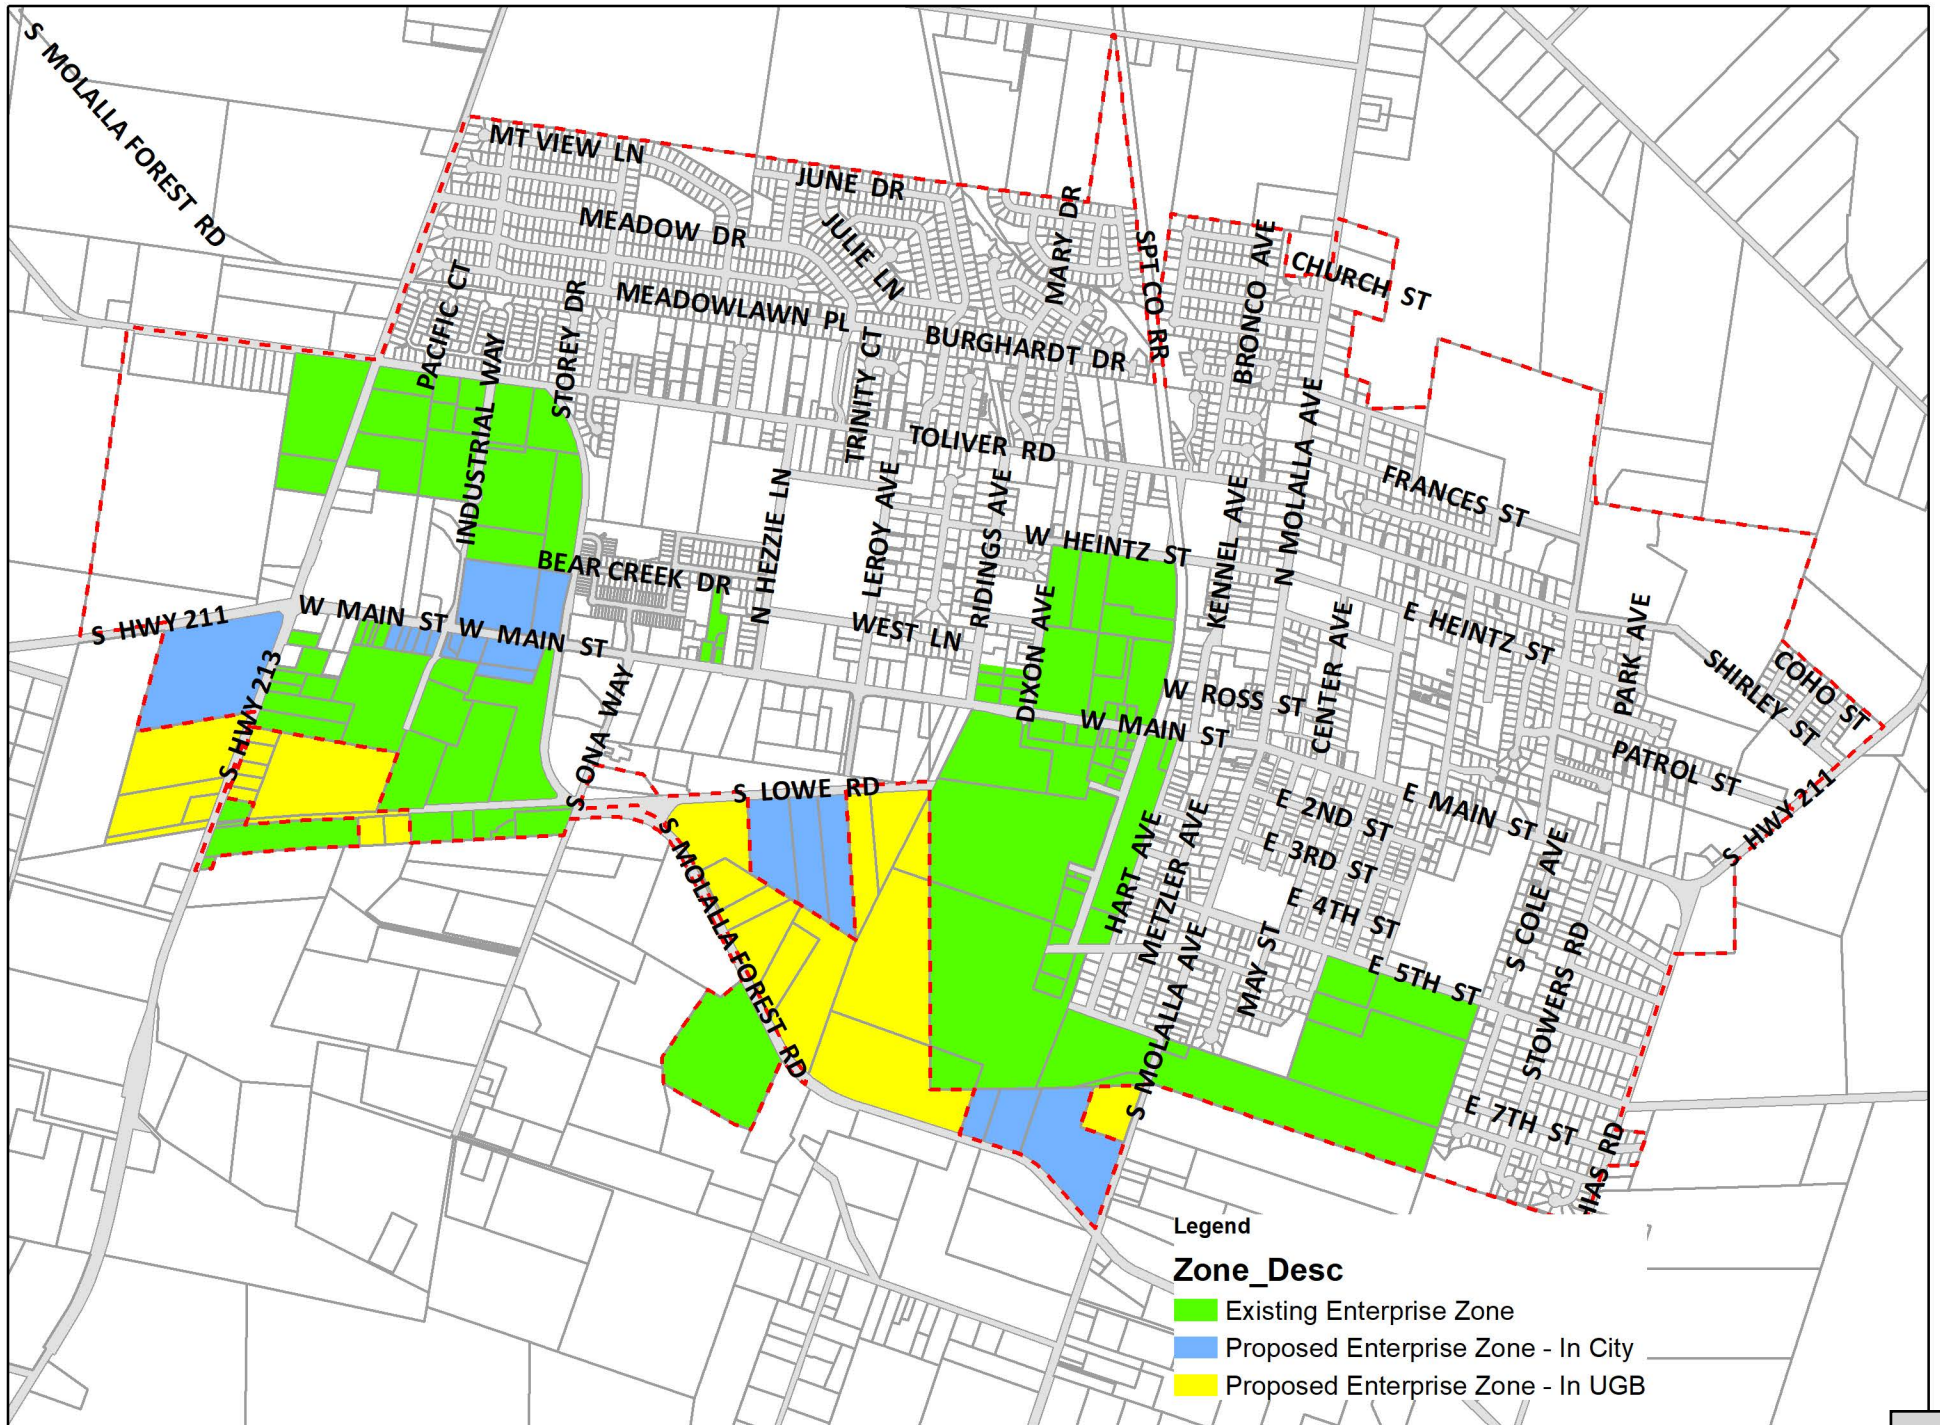 S MOLALLA FOREST RD
MT VIEW LN
JUNE DR
MEADOW DR
JULIE LN
MARY DR
SPT CO RR
BRONCO AVE
CHURCH ST
PACIFIC CT
STOREY DR
MEADOWLAWN PL
BURGHARDT DR
INDUSTRIAL WAY
TRINITY CT
TOLIVER RD
N MOLALLA AVE
FRANCES ST
N HEZZIE LN
LEROY AVE
RIDINGS AVE
W HEINTZ ST
KENNEL AVE
BEAR CREEK DR
S HWY 211
W MAIN ST
W MAIN ST
WEST LN
DIXON AVE
CENTER AVE
E HEINTZ ST
PARK AVE
SHIRLEY ST
COHO ST
S HWY 213
S ONA WAY
W ROSS ST
W MAIN ST
PATROL ST
S LOWE RD
E 2ND ST
E MAIN ST
S HWY 211
E 3RD ST
HART AVE
METZLER AVE
E 4TH ST
S COLE AVE
S MOLALLA FOREST RD
MAY ST
E 5TH ST
STOWERS RD
S MOLALLA AVE
E 7TH ST
HIAS RD
Legend
Zone_Desc
Existing Enterprise Zone
Proposed Enterprise Zone - In City
Proposed Enterprise Zone - In UGB